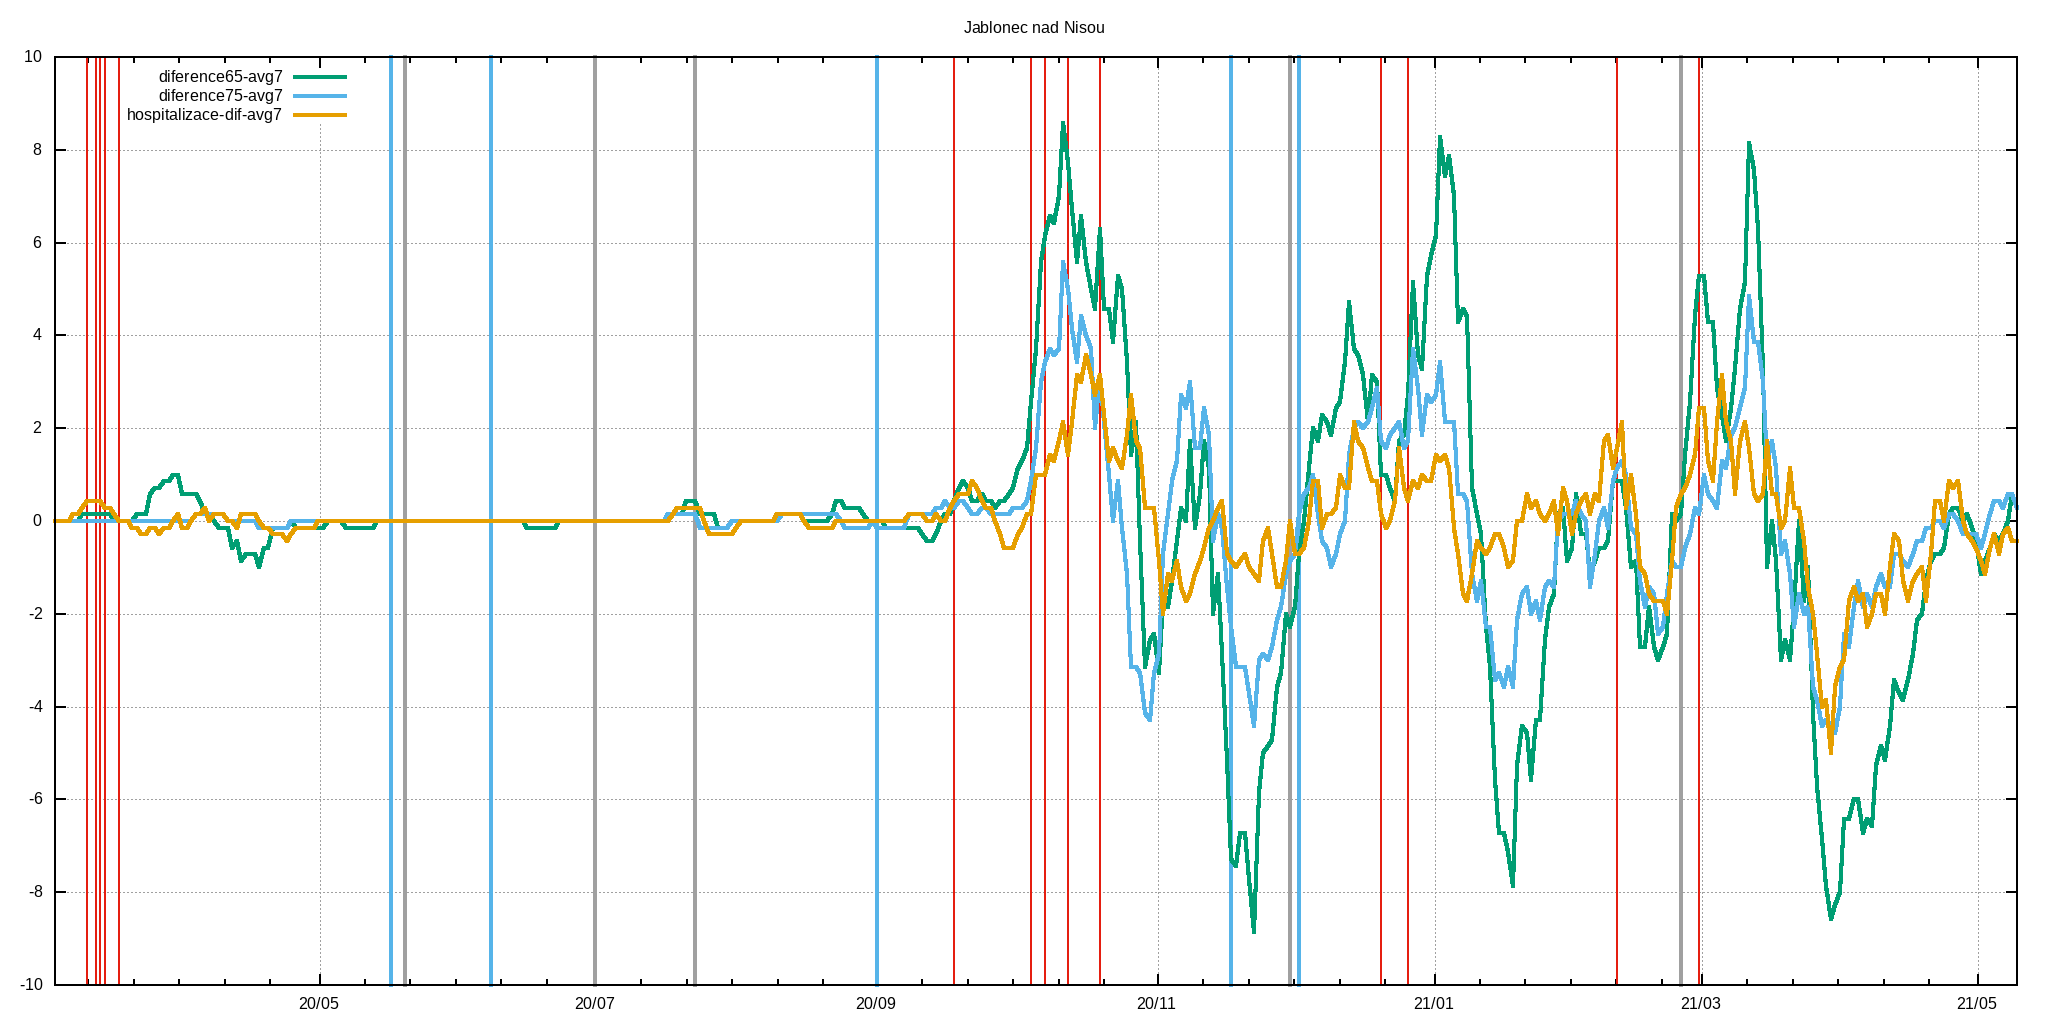 Jablonec nad Nisou
diference65-avg7
diference75-avg7
hospitalizace-dif-avg7
10
8
6
4
2
0
-2
-4
-6
-8
-10
20/05 20/07 20/09 20/11 21/01 21/03 21/05